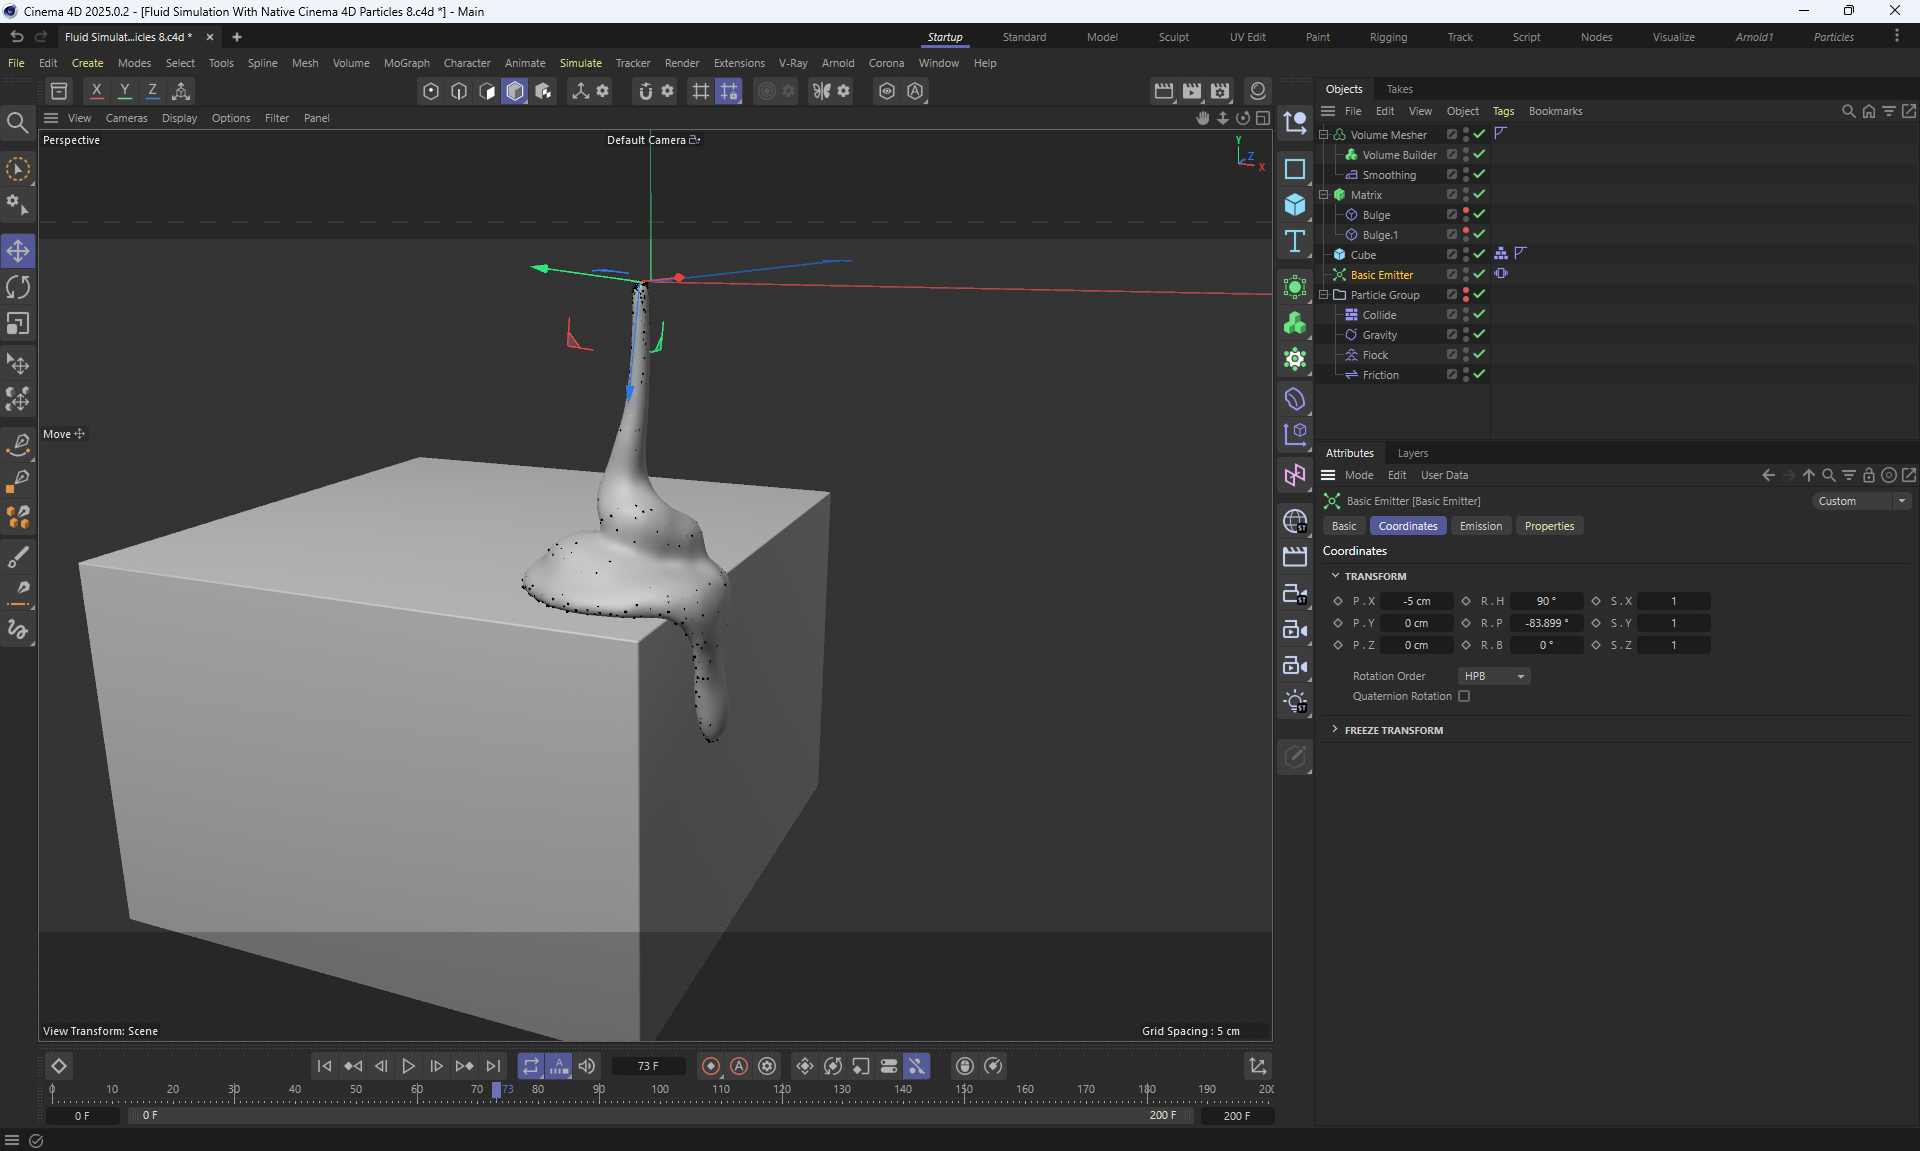 Cinema 4D 2025.0.2 - [Fluid Simulation With Native Cinema 4D Particles 8.c4d *] - Main
Fluid Simulat...icles 8.c4d *
Startup Standard Model Sculpt UV Edit Paint Rigging Track Script Nodes Visualize Arnold1 Particles
File Edit Create Modes Select Tools Spline Mesh Volume MoGraph Character Animate Simulate Tracker Render Extensions V-Ray Arnold Corona Window Help
X Y Z
Objects Takes
View Cameras Display Options Filter Panel
File Edit View Object Tags Bookmarks
Perspective
Default Camera
Y
Z
X
Volume Mesher
Volume Builder
Smoothing
Matrix
Bulge
Bulge.1
Cube
Basic Emitter
Particle Group
Collide
Gravity
Flock
Friction
Move
Attributes Layers
Mode Edit User Data
Basic Emitter [Basic Emitter]
Custom
Basic Coordinates Emission Properties
Coordinates
TRANSFORM
P . X -5 cm R . H 90 ° S . X 1
P . Y 0 cm R . P -83.899 ° S . Y 1
P . Z 0 cm R . B 0 ° S . Z 1
Rotation Order HPB
Quaternion Rotation
FREEZE TRANSFORM
ST
ST
ST
View Transform: Scene
Grid Spacing : 5 cm
A
73 F
A
0 10 20 30 40 50 60 70 73 80 90 100 110 120 130 140 150 160 170 180 190 200
0 F 0 F 200 F 200 F